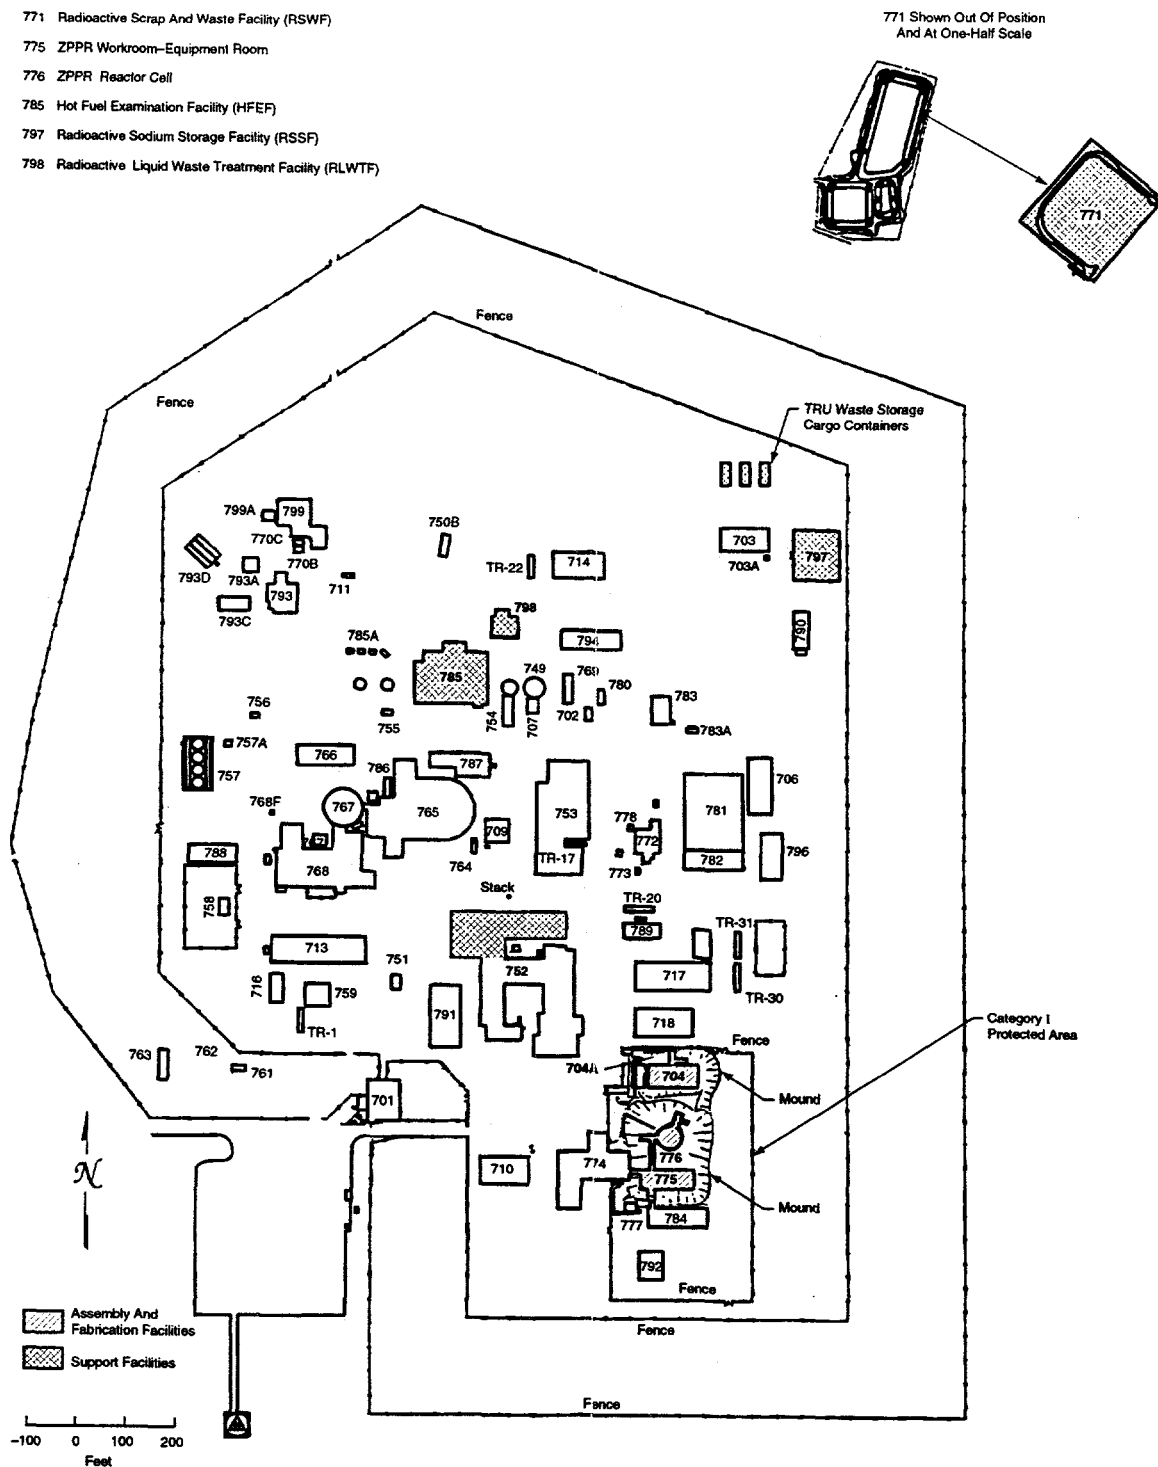 771 Radioactive Scrap And Waste Facility (RSWF)
775 ZPPR Workroom–Equipment Room
776 ZPPR Reactor Cell
785 Hot Fuel Examination Facility (HFEF)
797 Radioactive Sodium Storage Facility (RSSF)
798 Radioactive Liquid Waste Treatment Facility (RLWTF)
771 Shown Out Of Position
And At One-Half Scale
771
Fence
Fence
TRU Waste Storage
Cargo Containers
799A
799
770C
770B
793D
793A
793
793C
711
750B
TR-22
714
703
703A
797
798
794
790
785A
785
749
769
780
754
707
702
783
783A
756
755
757A
757
766
786
787
767
765
768F
768
709
764
753
TR-17
778
772
773
781
782
706
796
788
758
Stack
TR-20
789
TR-31
713
751
752
717
TR-30
716
759
TR-1
791
718
763
762
761
701
704A
704
Fence
Category I
Protected Area
Mound
N
710
774
776
775
777
784
Mound
792
Fence
Fence
Fence
Assembly And
Fabrication Facilities
Support Facilities
-100 0 100 200
Feet